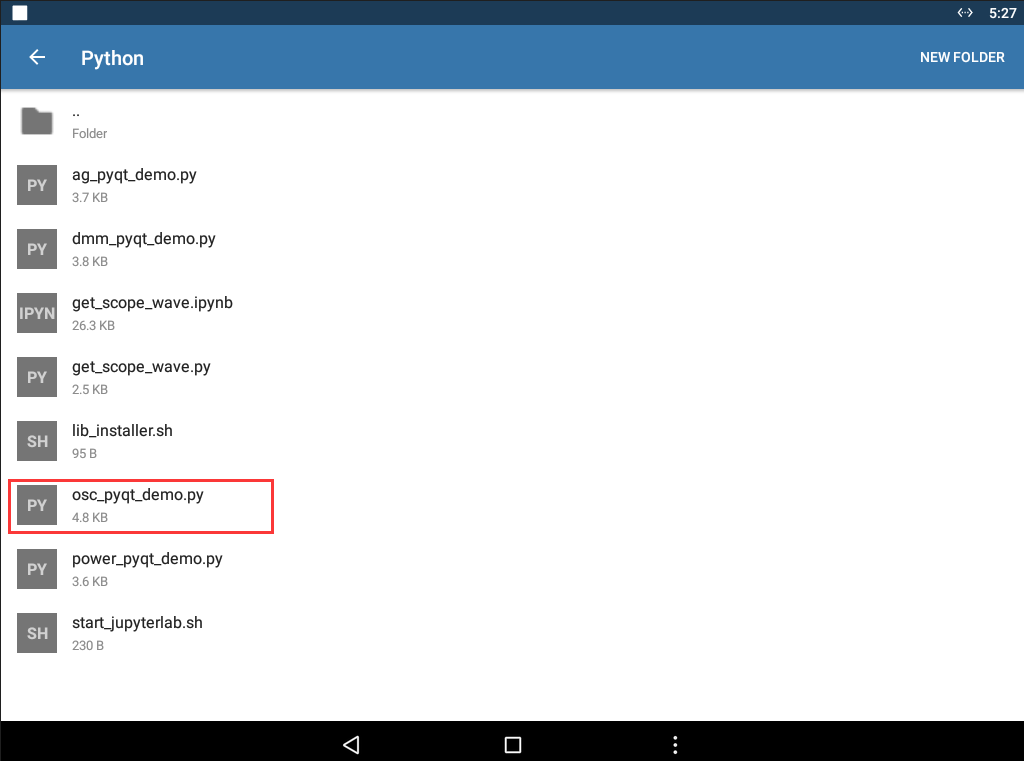 5:27
Python
NEW FOLDER
..
Folder
PY
ag_pyqt_demo.py
3.7 KB
PY
dmm_pyqt_demo.py
3.8 KB
IPYN
get_scope_wave.ipynb
26.3 KB
PY
get_scope_wave.py
2.5 KB
SH
lib_installer.sh
95 B
PY
osc_pyqt_demo.py
4.8 KB
PY
power_pyqt_demo.py
3.6 KB
SH
start_jupyterlab.sh
230 B